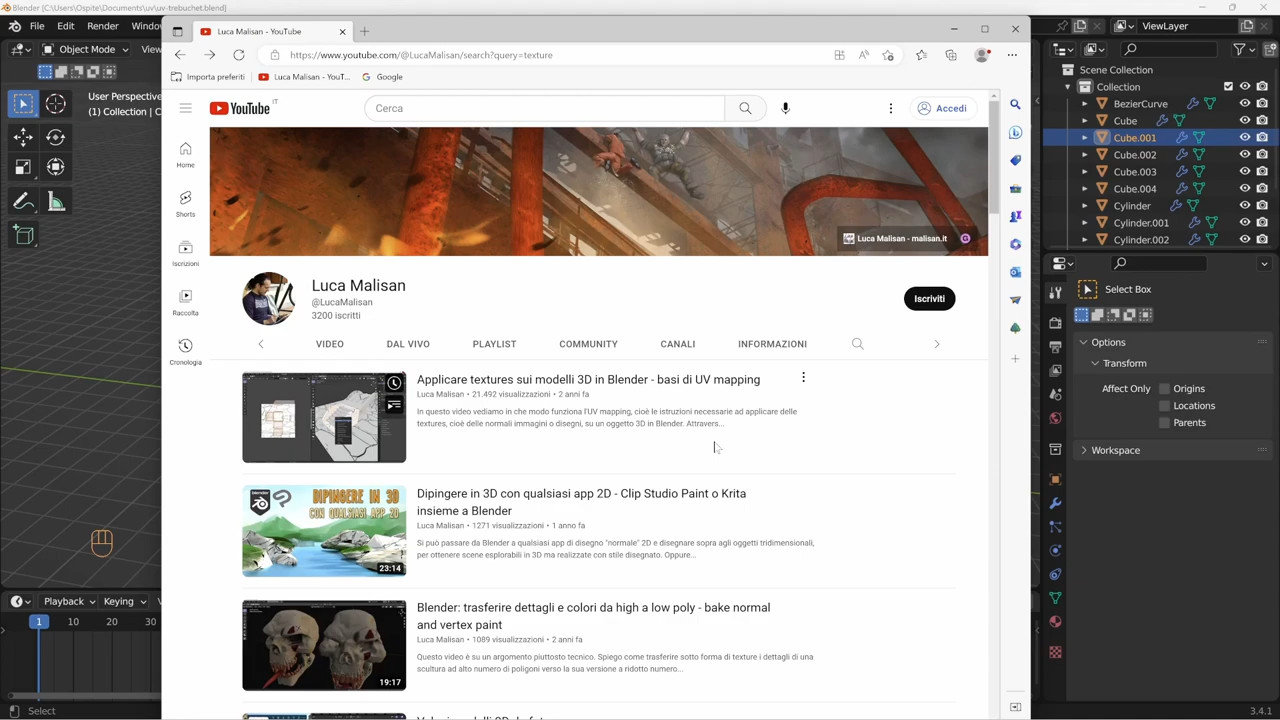 Blender [C:\Users\Ospite\Documents\uv\uv-trebuchet.blend]
File
Edit
ViewLayer
Luca Malisan - YouTube
Object Mode
https://www.youtube.com/@LucaMalisan/search?query=texture
Importa preferiti
Luca Malisan - YouT...
Google
Scene Collection
Collection
BezierCurve
Cube
Cube.001
Cube.002
Cube.003
Cube.004
Cylinder
Cylinder.001
Cylinder.002
User Perspective
(1) Collection | C
YouTube IT
Cerca
Accedi
Home
Shorts
Iscrizioni
Raccolta
Cronologia
Luca Malisan - malisan.it
Luca Malisan
@LucaMalisan
3200 iscritti
Iscriviti
VIDEO
DAL VIVO
PLAYLIST
COMMUNITY
CANALI
INFORMAZIONI
Applicare textures sui modelli 3D in Blender - basi di UV mapping
Luca Malisan • 21.492 visualizzazioni • 2 anni fa
In questo video vediamo in che modo funziona l'UV mapping, cioè le istruzioni necessarie ad applicare delle
textures, cioè delle normali immagini o disegni, su un oggetto 3D in Blender. Attravers...
blender
DIPINGERE IN 3D
CON QUALSIASI APP 2D
23:14
Dipingere in 3D con qualsiasi app 2D - Clip Studio Paint o Krita
insieme a Blender
Luca Malisan • 1271 visualizzazioni • 1 anno fa
Si può passare da Blender a qualsiasi app di disegno "normale" 2D e disegnare sopra agli oggetti tridimensionali,
per ottenere scene esplorabili in 3D ma realizzate con stile disegnato. Oppure...
19:17
Blender: trasferire dettagli e colori da high a low poly - bake normal
and vertex paint
Luca Malisan • 1089 visualizzazioni • 2 anni fa
Questo video è su un argomento piuttosto tecnico. Spiego come trasferire sotto forma di texture i dettagli di una
scultura ad alto numero di poligoni verso la sua versione a ridotto numero...
Select Box
Options
Transform
Affect Only
Origins
Locations
Parents
Workspace
Playback
Keying
1
10
20
30
Select
3.4.1